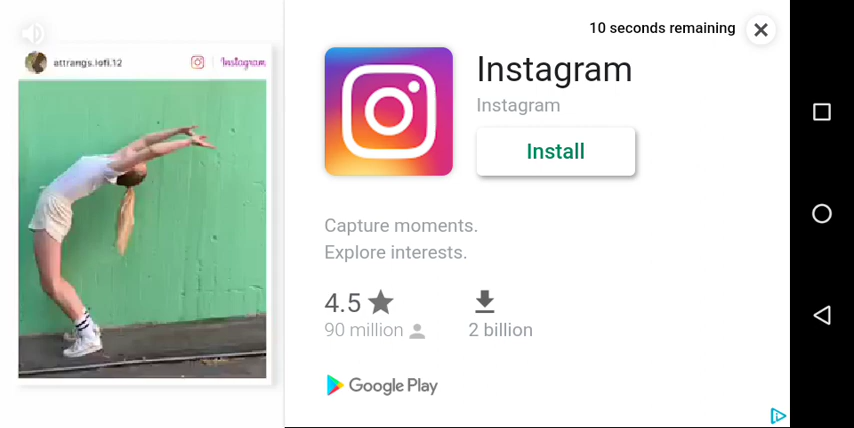 10 seconds remaining
attrangs.lofi.12
Instagram
Instagram
Instagram
Install
Capture moments.
Explore interests.
4.5
90 million
2 billion
Google Play